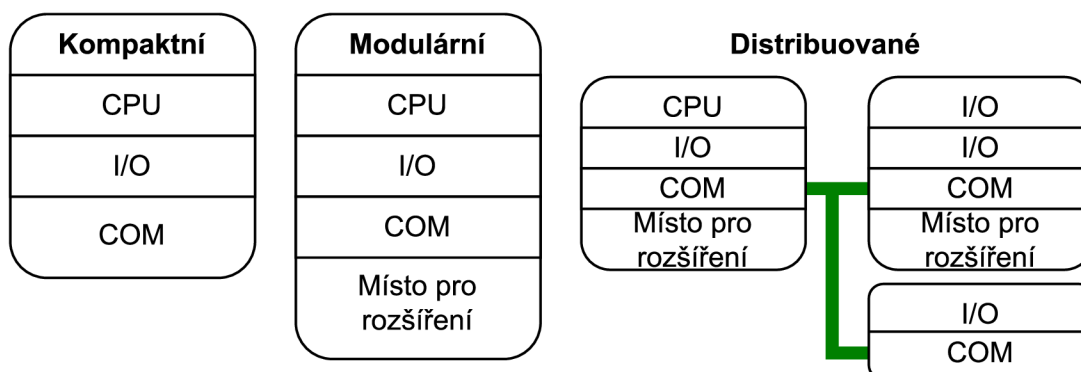 Kompaktní
CPU
I/O
COM
Modulární
CPU
I/O
COM
Místo pro
rozšíření
Distribuované
CPU
I/O
COM
Místo pro
rozšíření
I/O
I/O
COM
Místo pro
rozšíření
I/O
COM